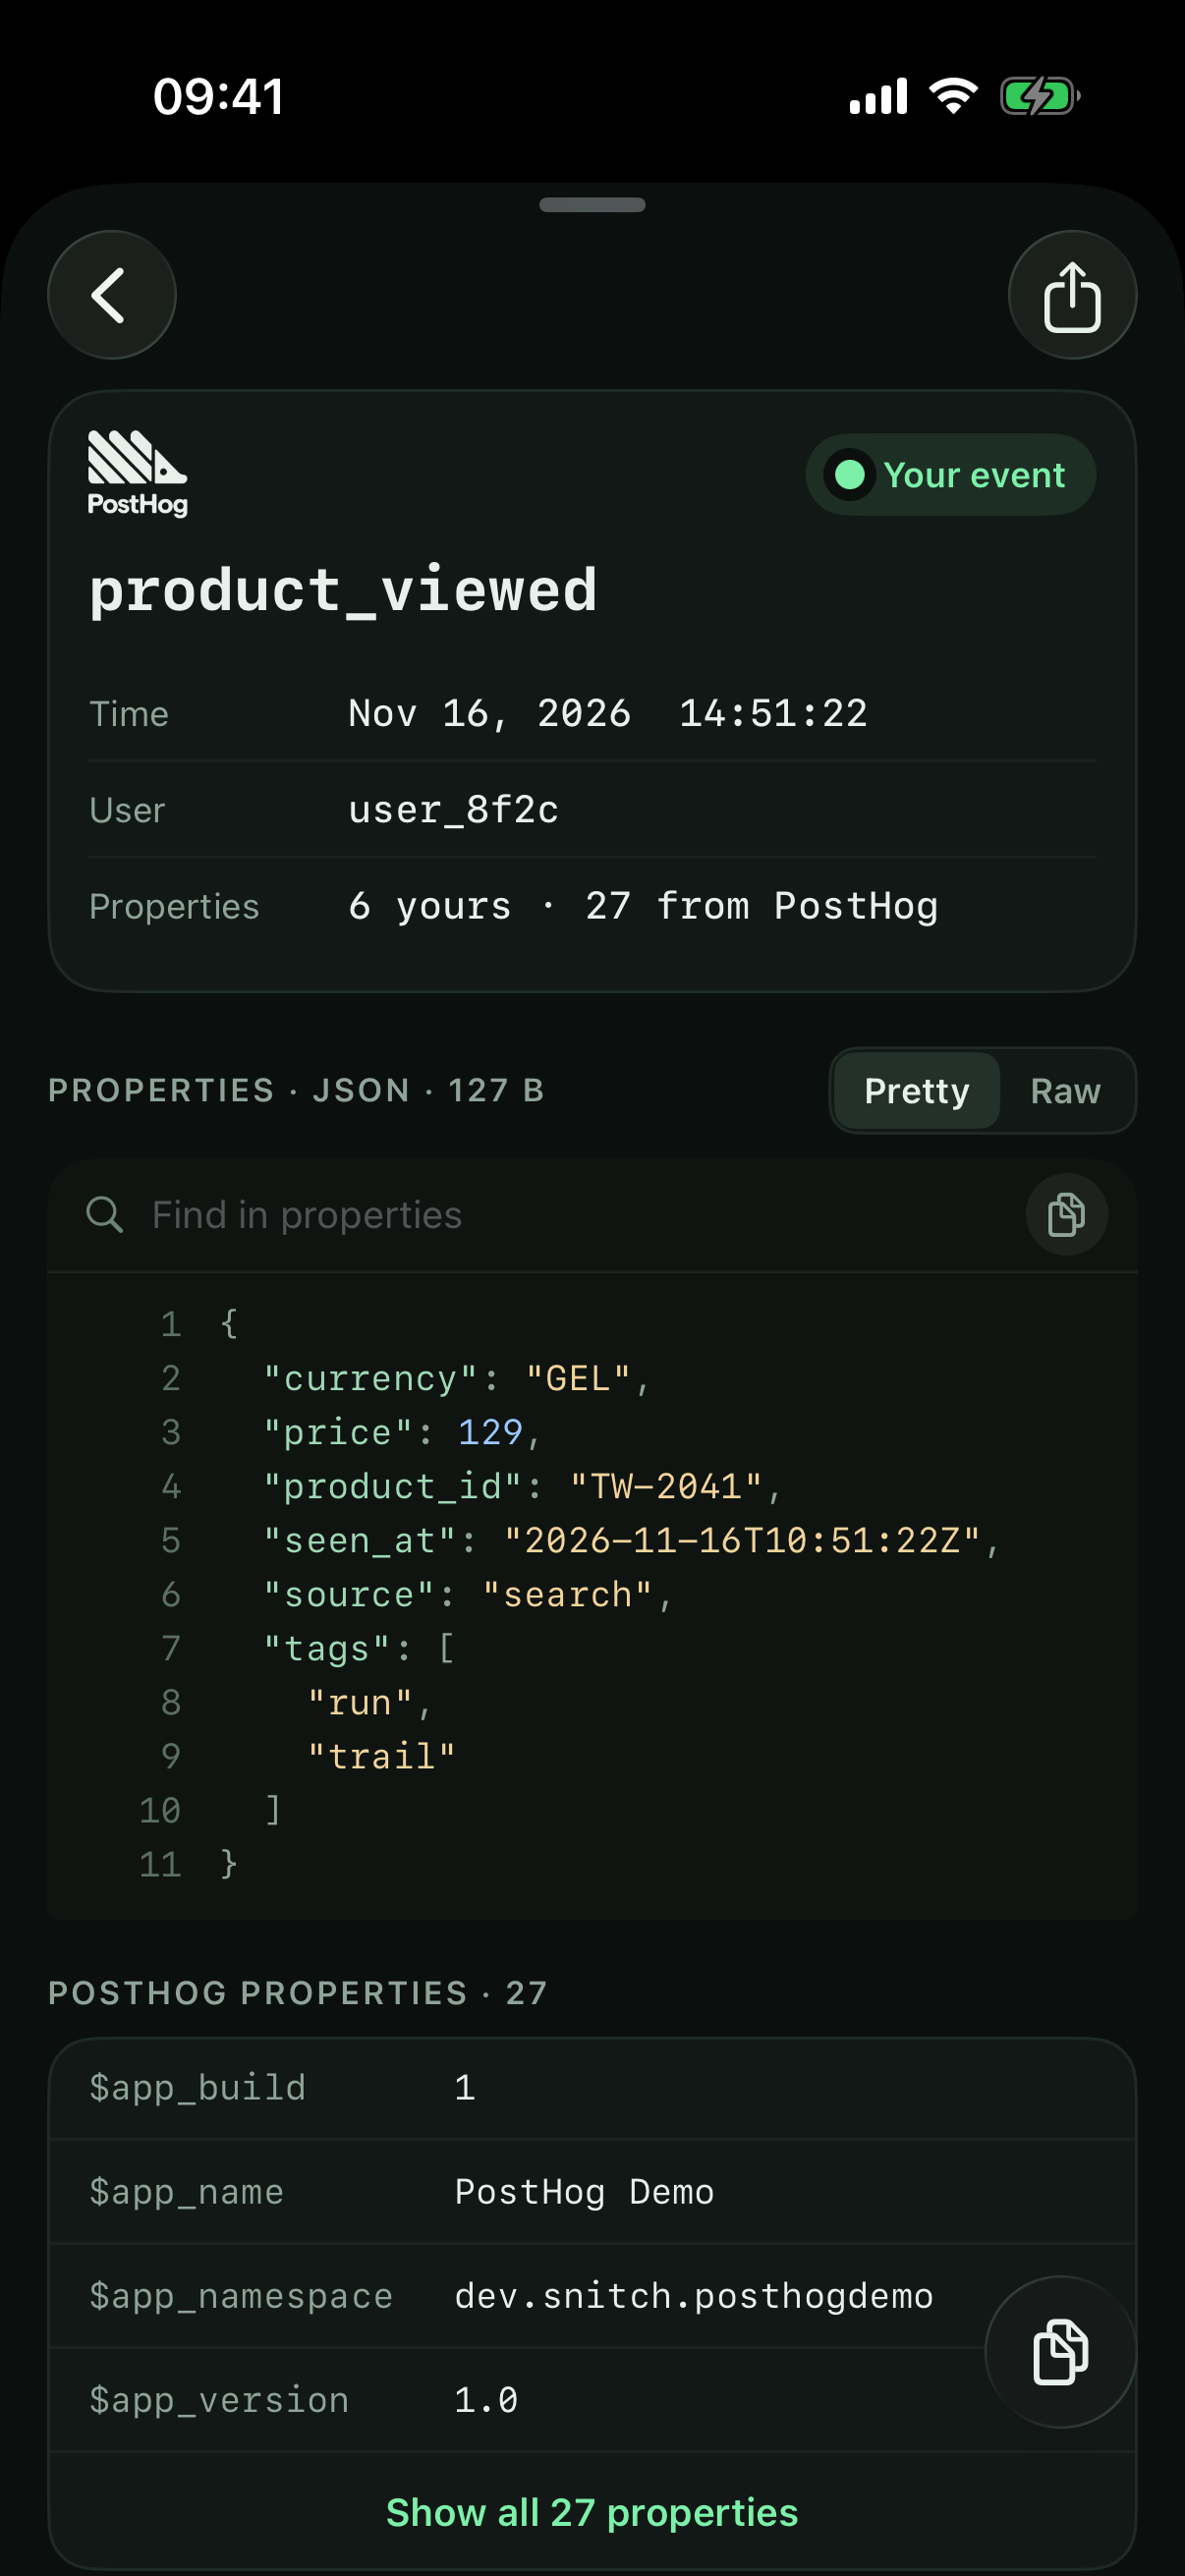 09:41
PostHog
Your event
product_viewed
Time Nov 16, 2026 14:51:22
User user_8f2c
Properties 6 yours · 27 from PostHog
PROPERTIES · JSON · 127 B
Pretty Raw
Find in properties
1 {
2 "currency": "GEL",
3 "price": 129,
4 "product_id": "TW-2041",
5 "seen_at": "2026-11-16T10:51:22Z",
6 "source": "search",
7 "tags": [
8 "run",
9 "trail"
10 ]
11 }
POSTHOG PROPERTIES · 27
$app_build 1
$app_name PostHog Demo
$app_namespace dev.snitch.posthogdemo
$app_version 1.0
Show all 27 properties